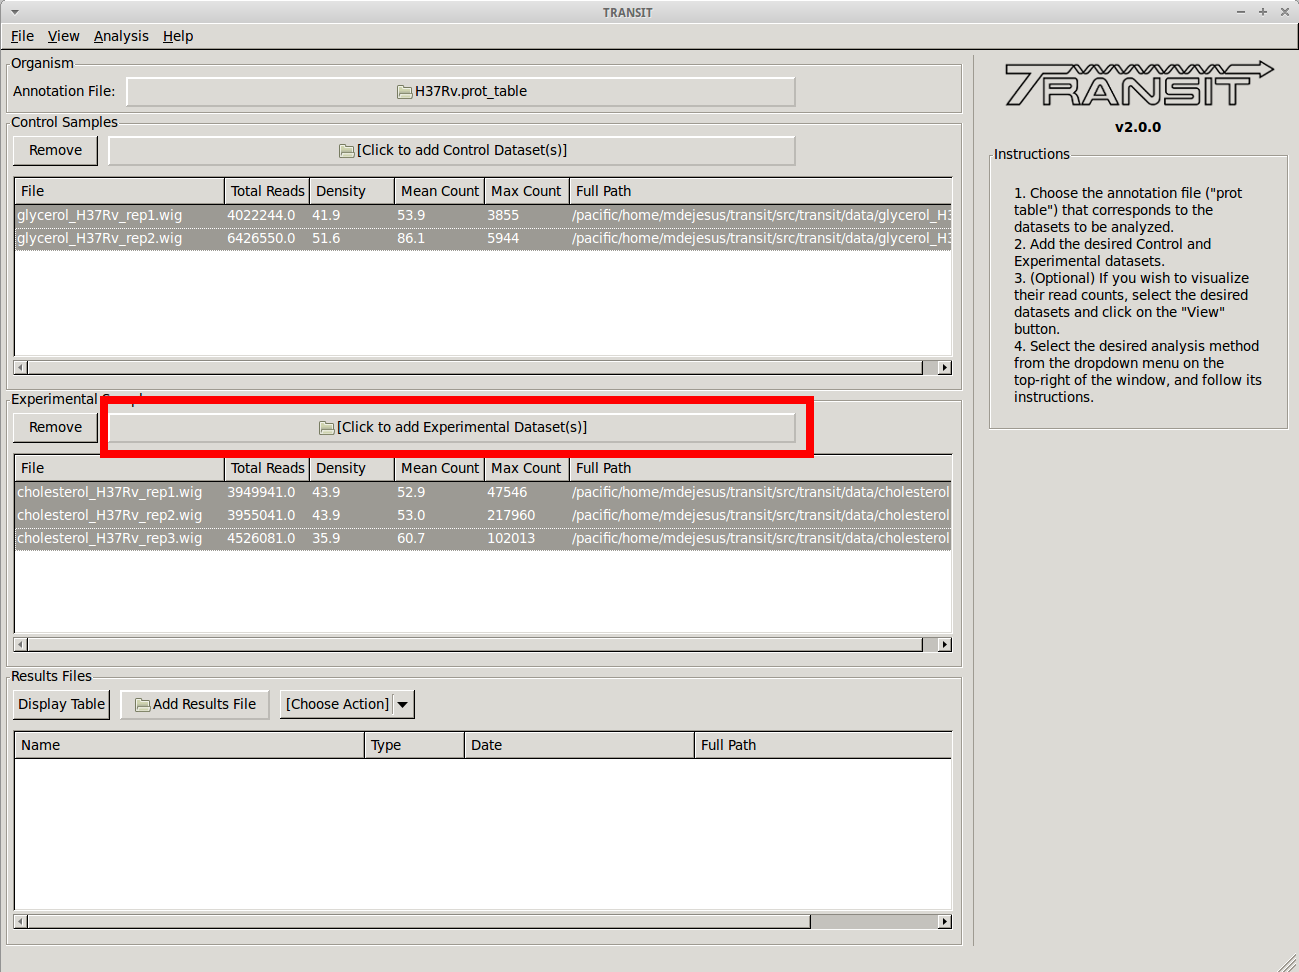 TRANSIT
File View Analysis Help
Organism
Annotation File: H37Rv.prot_table
Control Samples
Remove [Click to add Control Dataset(s)]
File Total Reads Density Mean Count Max Count Full Path
glycerol_H37Rv_rep1.wig 4022244.0 41.9 53.9 3855 /pacific/home/mdejesus/transit/src/transit/data/glycerol_H3
glycerol_H37Rv_rep2.wig 6426550.0 51.6 86.1 5944 /pacific/home/mdejesus/transit/src/transit/data/glycerol_H3
Experimental
Remove [Click to add Experimental Dataset(s)]
File Total Reads Density Mean Count Max Count Full Path
cholesterol_H37Rv_rep1.wig 3949941.0 43.9 52.9 47546 /pacific/home/mdejesus/transit/src/transit/data/cholesterol
cholesterol_H37Rv_rep2.wig 3955041.0 43.9 53.0 217960 /pacific/home/mdejesus/transit/src/transit/data/cholesterol
cholesterol_H37Rv_rep3.wig 4526081.0 35.9 60.7 102013 /pacific/home/mdejesus/transit/src/transit/data/cholesterol
Results Files
Display Table Add Results File [Choose Action]
Name Type Date Full Path
TRANSIT
v2.0.0
Instructions
1. Choose the annotation file ("prot
table") that corresponds to the
datasets to be analyzed.
2. Add the desired Control and
Experimental datasets.
3. (Optional) If you wish to visualize
their read counts, select the desired
datasets and click on the "View"
button.
4. Select the desired analysis method
from the dropdown menu on the
top-right of the window, and follow its
instructions.